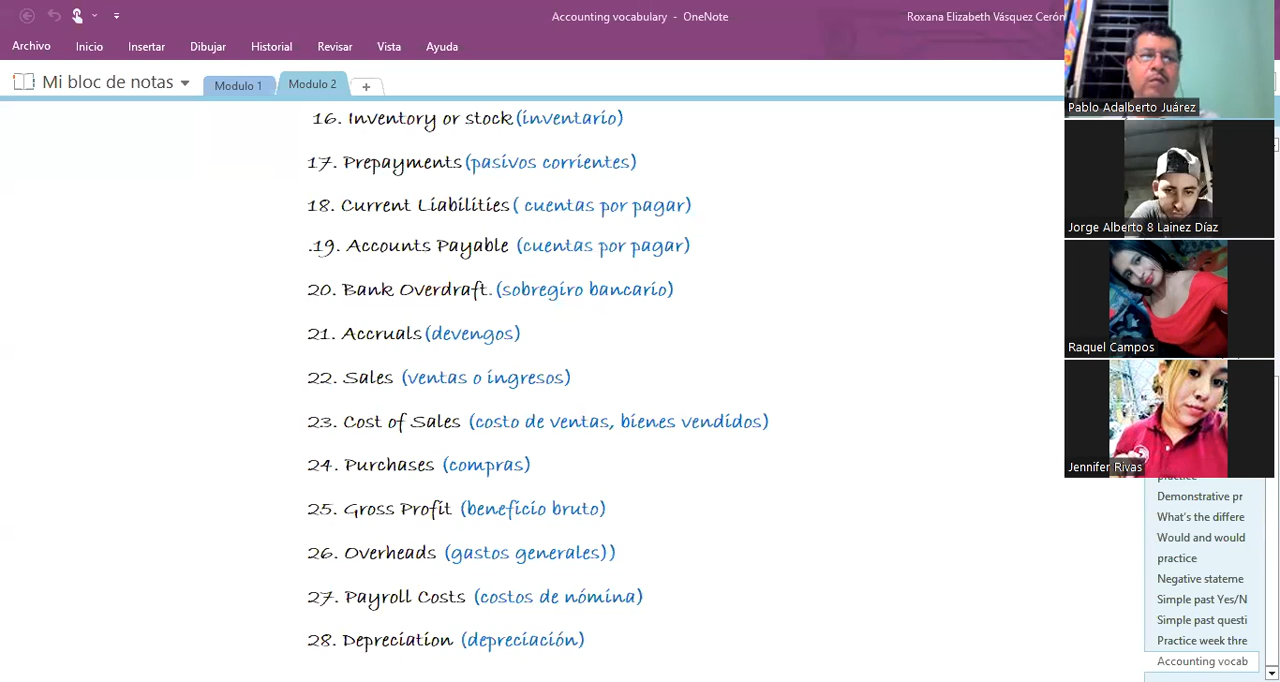 Accounting vocabulary - OneNote
Roxana Elizabeth Vásquez Cerón
Archivo Inicio Insertar Dibujar Historial Revisar Vista Ayuda
Mi bloc de notas Modulo 1 Modulo 2 +
16. Inventory or stock (inventario)
17. Prepayments (pasivos corrientes)
18. Current Liabilities ( cuentas por pagar)
.19. Accounts Payable (cuentas por pagar)
20. Bank Overdraft. (sobregiro bancario)
21. Accruals (devengos)
22. Sales (ventas o ingresos)
23. Cost of Sales (costo de ventas, bienes vendidos)
24. Purchases (compras)
25. Gross Profit (beneficio bruto)
26. Overheads (gastos generales))
27. Payroll Costs (costos de nómina)
28. Depreciation (depreciación)
Pablo Adalberto Juárez
Jorge Alberto 8 Lainez Díaz
Raquel Campos
Jennifer Rivas
practice
Demonstrative pr
What's the differe
Would and would
practice
Negative stateme
Simple past Yes/N
Simple past questi
Practice week thre
Accounting vocab